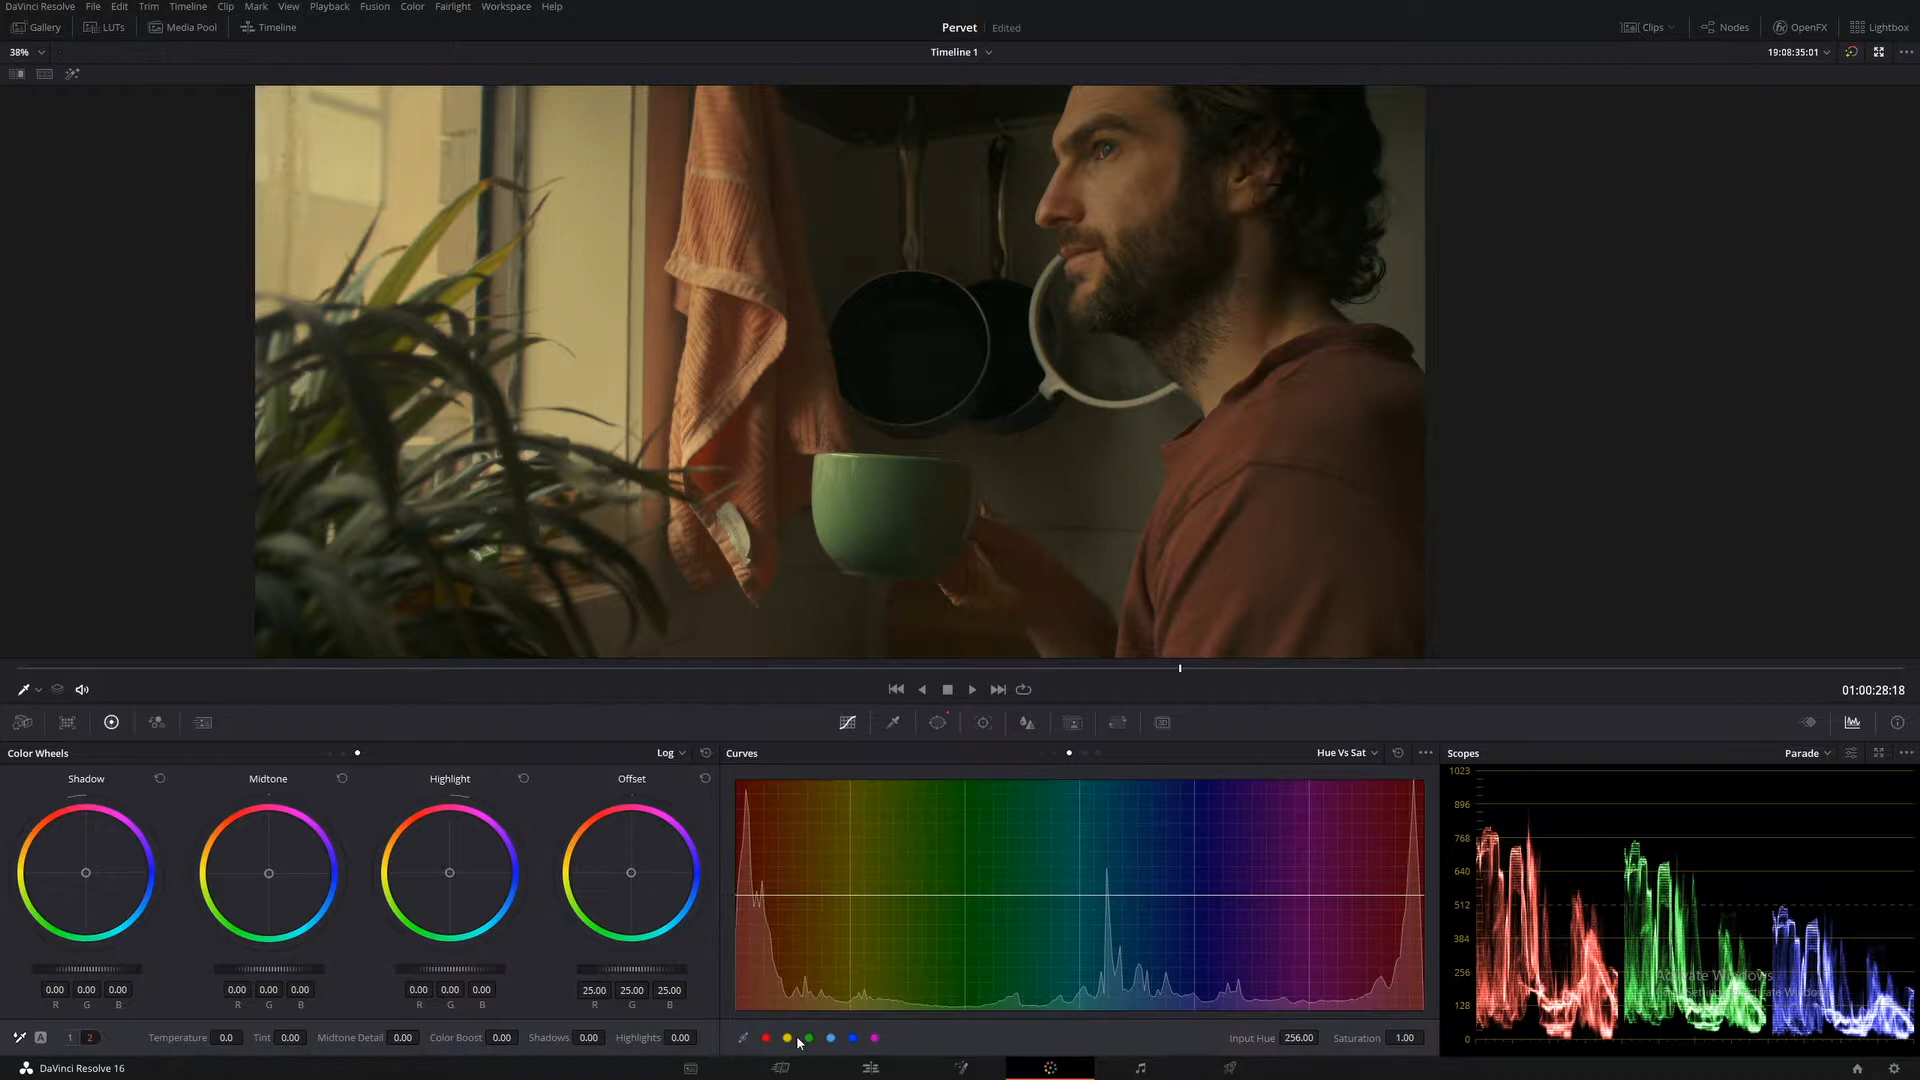 DaVinci Resolve File Edit Trim Timeline Clip Mark View Playback Fusion Color Fairlight Workspace Help
Gallery LUTs Media Pool Timeline Pervet Edited Clips Nodes OpenFX Lightbox
38% Timeline 1 19:08:35:01
01:00:28:18
Color Wheels Log Curves Hue Vs Sat Scopes Parade
Shadow Midtone Highlight Offset
1023
896
768
640
512
384
256
128
0
Activate Windows
0.00 0.00 0.00 0.00 0.00 0.00 0.00 0.00 0.00 25.00 25.00 25.00
R G B R G B R G B R G B
A 1 2 Temperature 0.0 Tint 0.00 Midtone Detail 0.00 Color Boost 0.00 Shadows 0.00 Highlights 0.00 Input Hue 256.00 Saturation 1.00
DaVinci Resolve 16